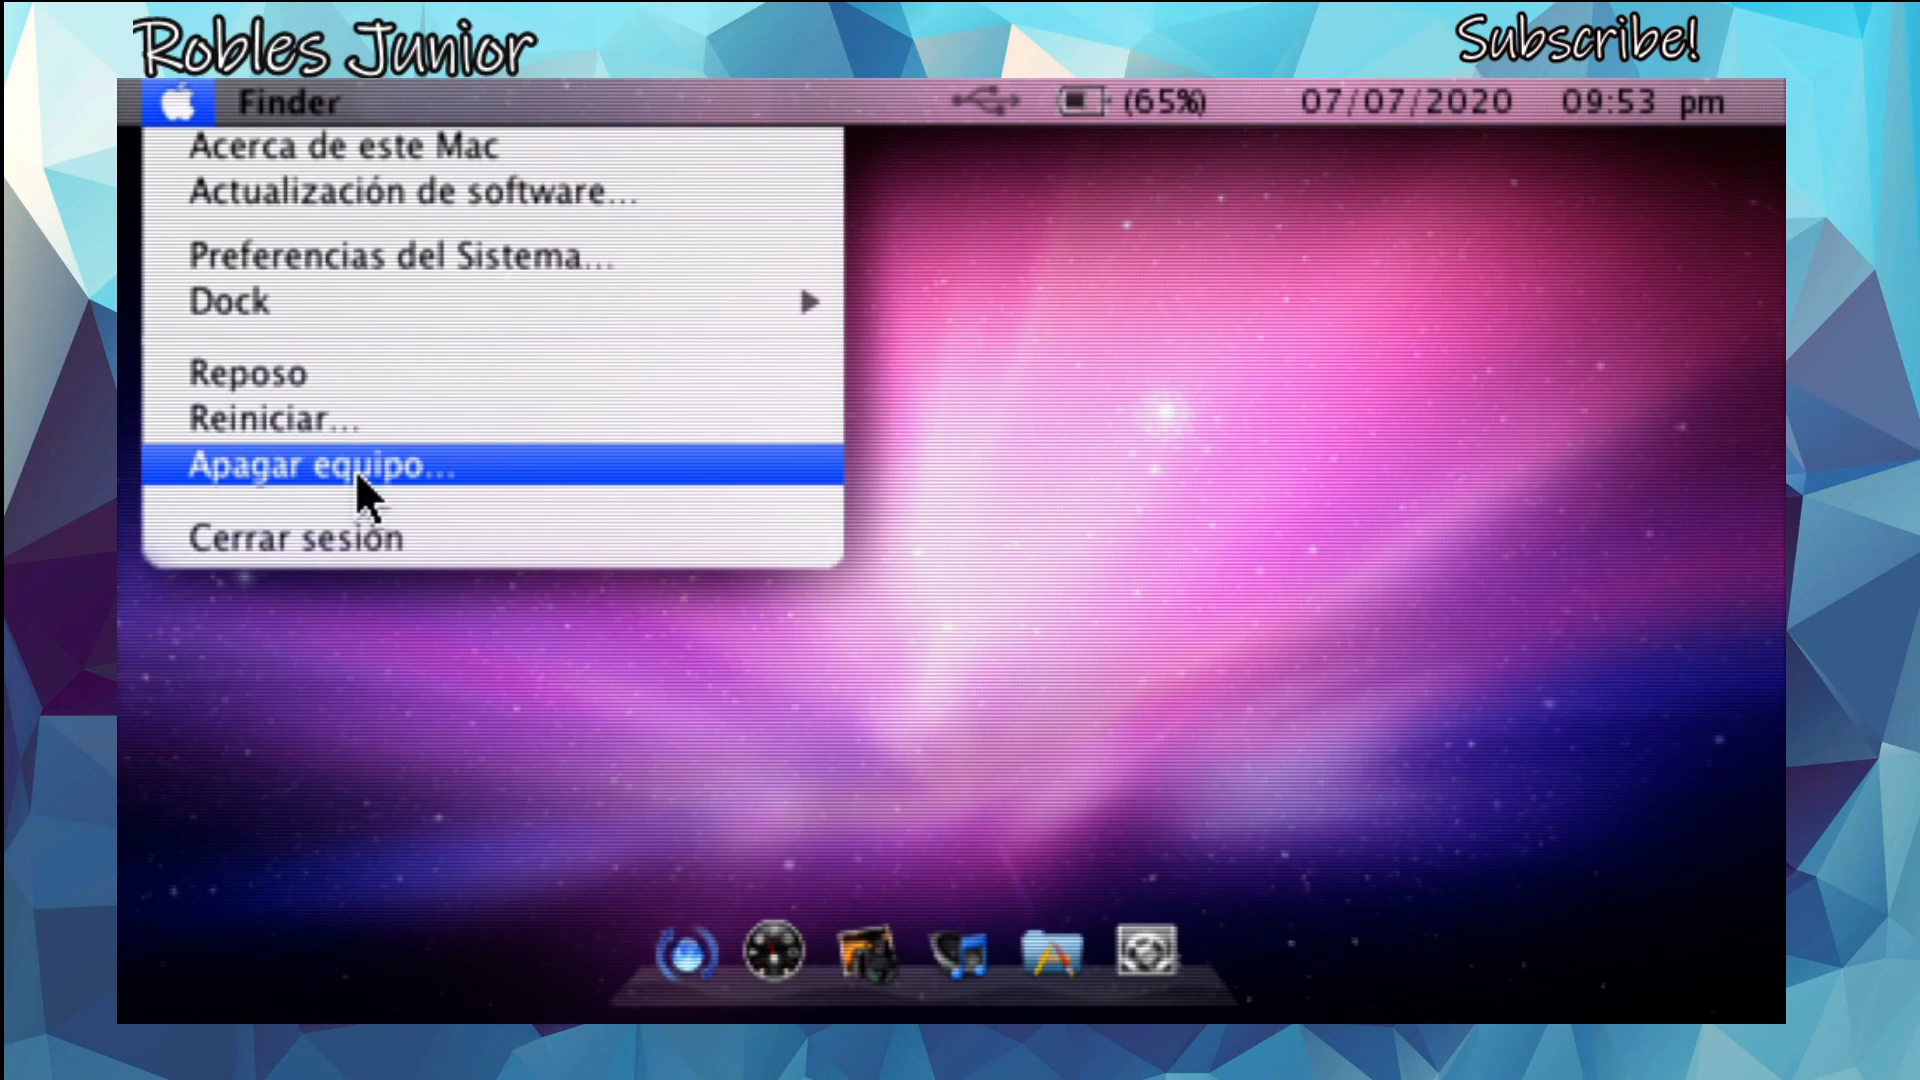 Robles Junior
Subscribe!
Finder
(65%)
07/07/2020
09:53 pm
Acerca de este Mac
Actualización de software...
Preferencias del Sistema...
Dock
Reposo
Reiniciar...
Apagar equipo...
Cerrar sesión